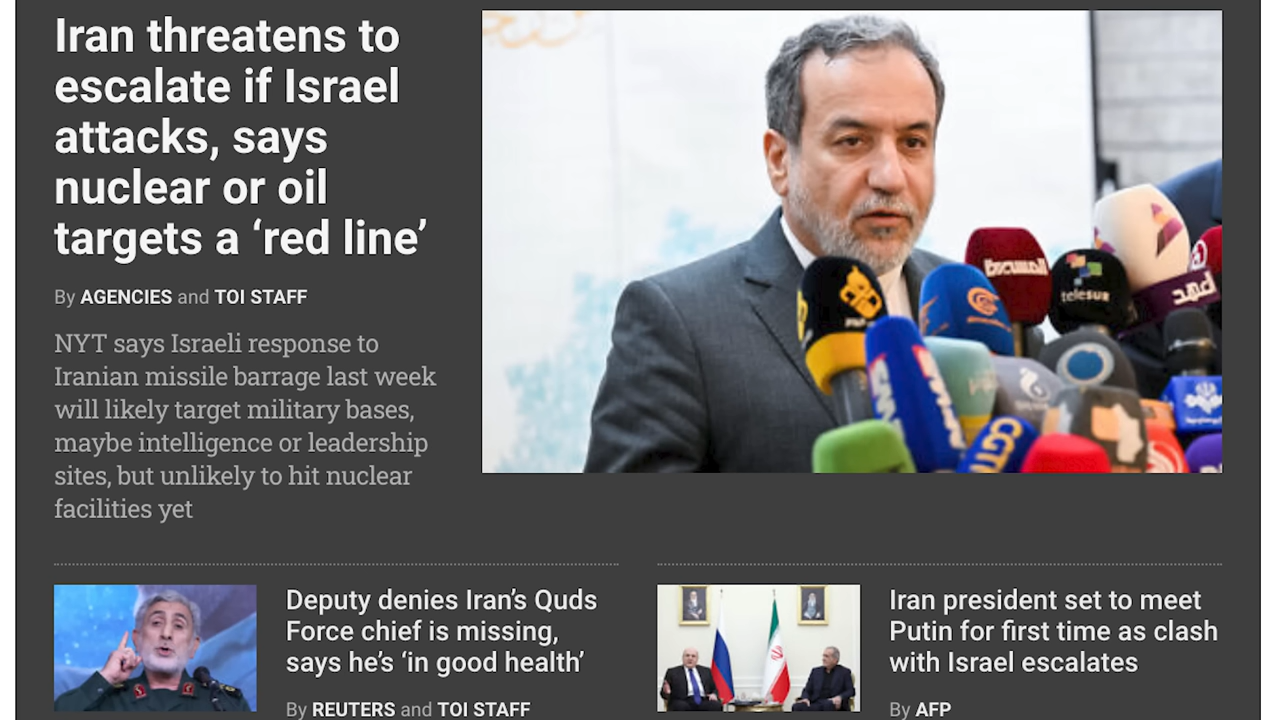 Iran threatens to
escalate if Israel
attacks, says
nuclear or oil
targets a ‘red line’
By AGENCIES and TOI STAFF
NYT says Israeli response to
Iranian missile barrage last week
will likely target military bases,
maybe intelligence or leadership
sites, but unlikely to hit nuclear
facilities yet
المسيرة
teleSUR
العهد
CGTN
Deputy denies Iran’s Quds
Force chief is missing,
says he’s ‘in good health’
By REUTERS and TOI STAFF
Iran president set to meet
Putin for first time as clash
with Israel escalates
By AFP